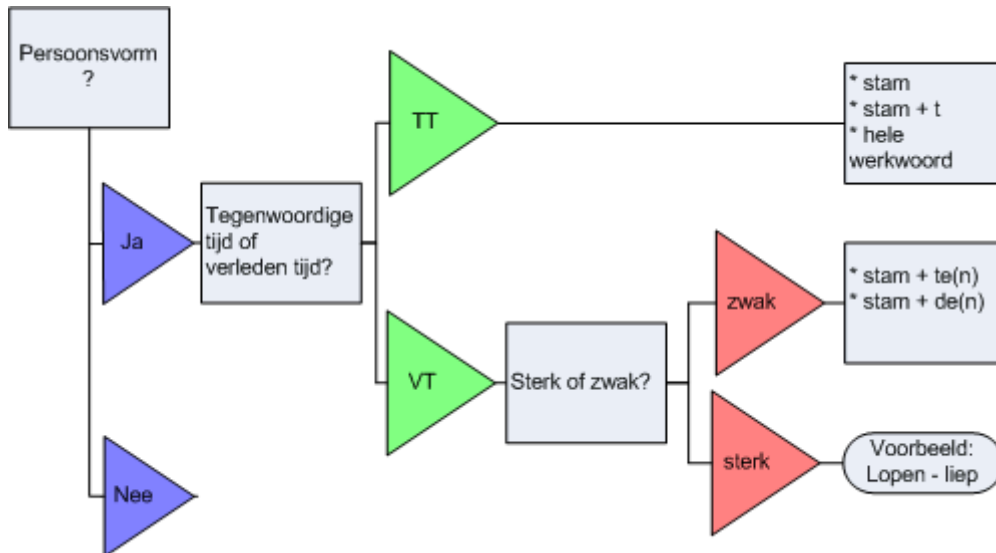 Persoonsvorm
?
TT
* stam
* stam + t
* hele
werkwoord
Ja
Tegenwoordige
tijd of
verleden tijd?
zwak
* stam + te(n)
* stam + de(n)
VT
Sterk of zwak?
sterk
Voorbeeld:
Lopen - liep
Nee